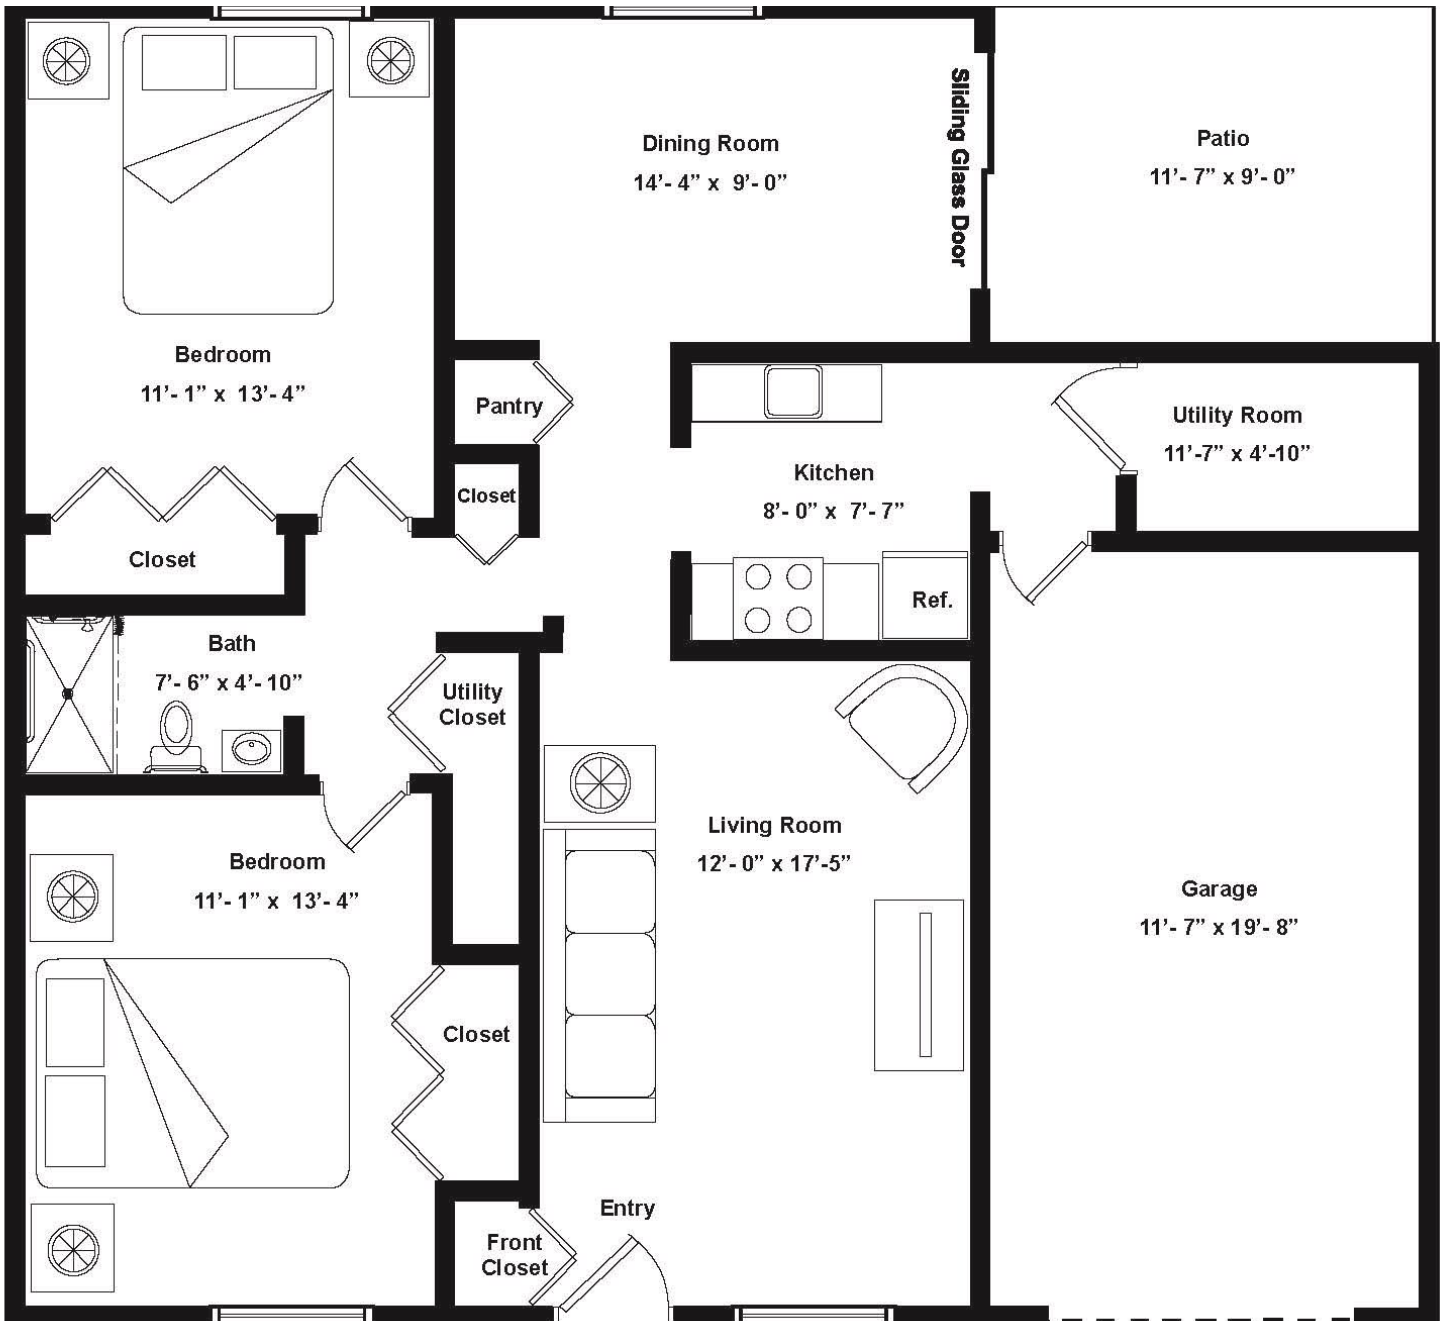 Dining Room
14’- 4” x 9’- 0”
Sliding Glass Door
Patio
11’- 7” x 9’- 0”
Bedroom
11’- 1” x 13’- 4”
Pantry
Closet
Kitchen
8’- 0” x 7’- 7”
Utility Room
11’-7” x 4’-10”
Closet
Ref.
Bath
7’- 6” x 4’- 10”
Utility
Closet
Living Room
12’- 0” x 17’-5”
Bedroom
11’- 1” x 13’- 4”
Garage
11’- 7” x 19’- 8”
Closet
Entry
Front
Closet